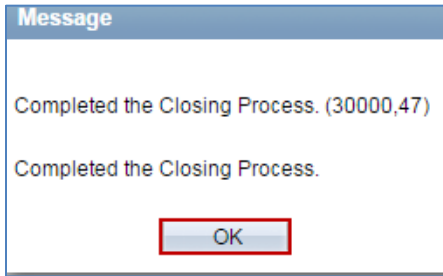 Message
Completed the Closing Process. (30000,47)
Completed the Closing Process.
OK